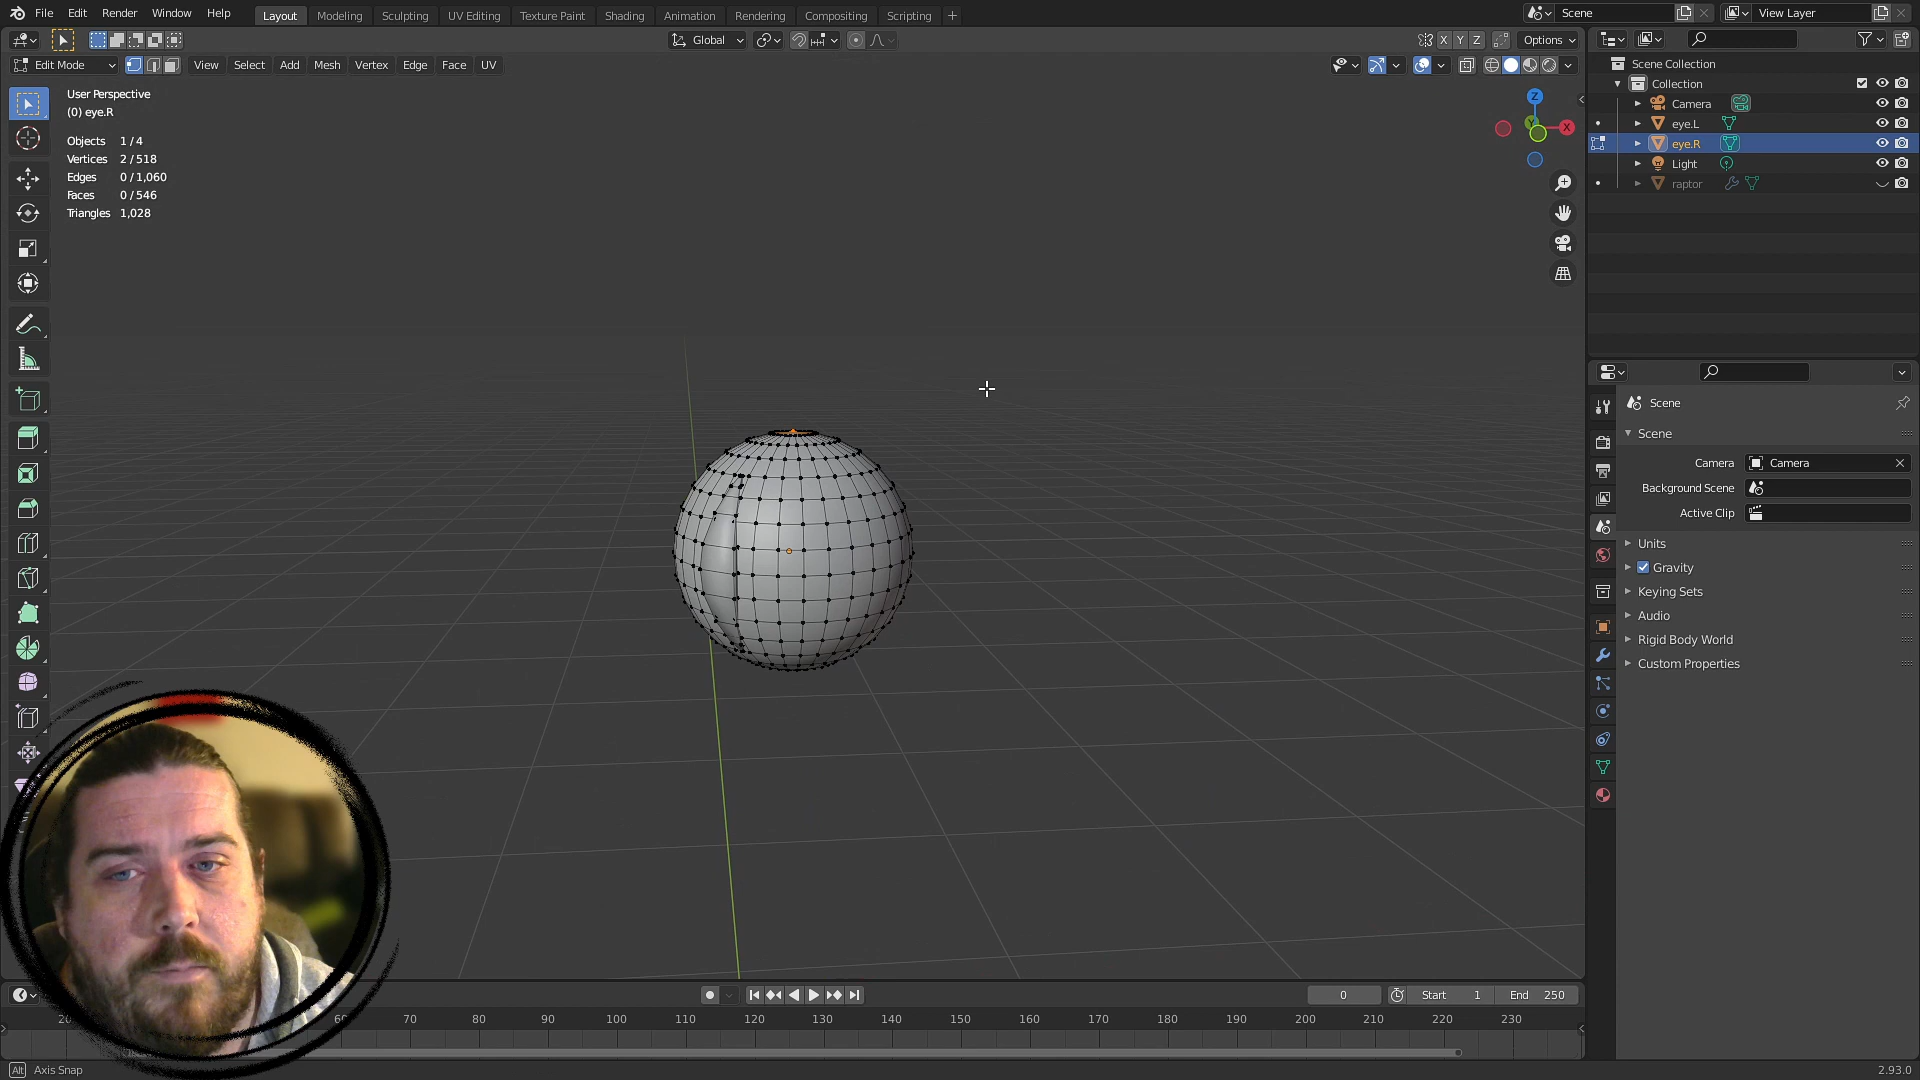 File Edit Render Window Help Layout Modeling Sculpting UV Editing Texture Paint Shading Animation Rendering Compositing Scripting Scene View Layer
Global X Y Z Options
Edit Mode View Select Add Mesh Vertex Edge Face UV
User Perspective
(0) eye.R
Objects 1 / 4
Vertices 2 / 518
Edges 0 / 1,060
Faces 0 / 546
Triangles 1,028
Z
X
Scene Collection
Collection
Camera
eye.L
eye.R
Light
raptor
Scene
Scene
Camera Camera
Background Scene
Active Clip
Units
Gravity
Keying Sets
Audio
Rigid Body World
Custom Properties
0 Start 1 End 250
20 60 70 80 90 100 110 120 130 140 150 160 170 180 190 200 210 220 230
Alt Axis Snap 2.93.0